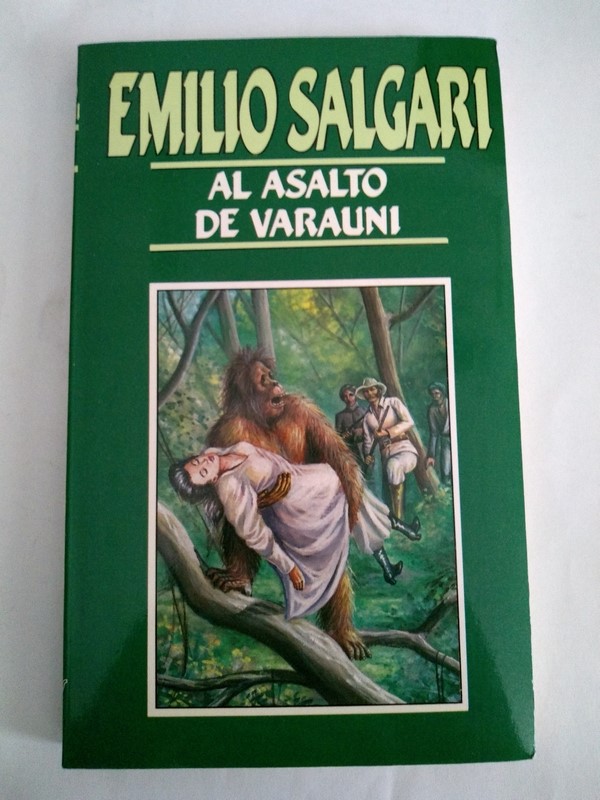 EMILIO SALGARI
AL ASALTO
DE VARAUNI